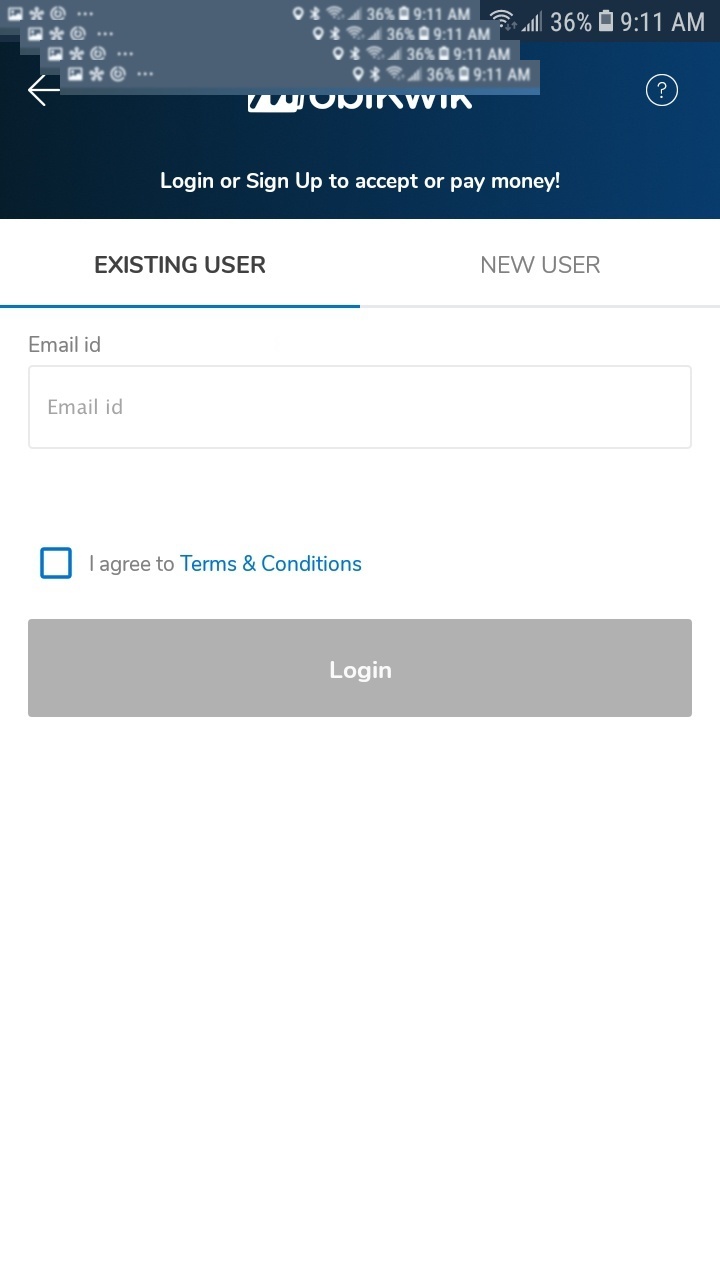 36% 9:11 AM
36% 9:11 AM
36% 9:11 AM
36% 9:11 AM
36% 9:11 AM
Login or Sign Up to accept or pay money!
EXISTING USER
NEW USER
Email id
Email id
I agree to Terms & Conditions
Login